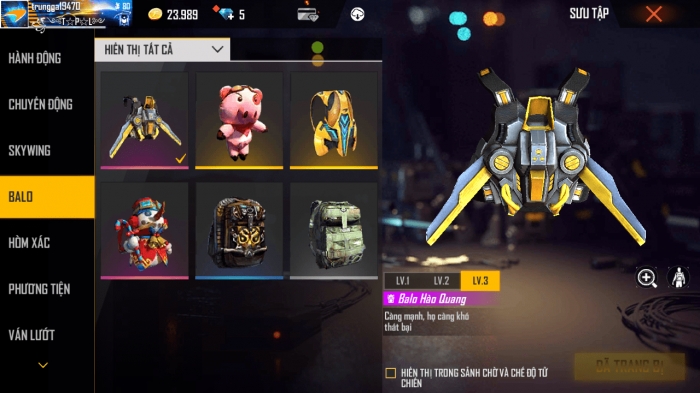 trunggaf9470
T°P°L
23.989
5
SƯU TẬP
HÀNH ĐỘNG
CHUYỂN ĐỘNG
SKYWING
BALO
HÒM XÁC
PHƯƠNG TIỆN
VÁN LƯỚT
HIỂN THỊ TẤT CẢ
LV.1 LV.2 LV.3
Balo Hào Quang
Càng mạnh, họ càng khó
thất bại
HIỂN THỊ TRONG SẢNH CHỜ VÀ CHẾ ĐỘ TỬ
CHIẾN
ĐÃ TRANG BỊ